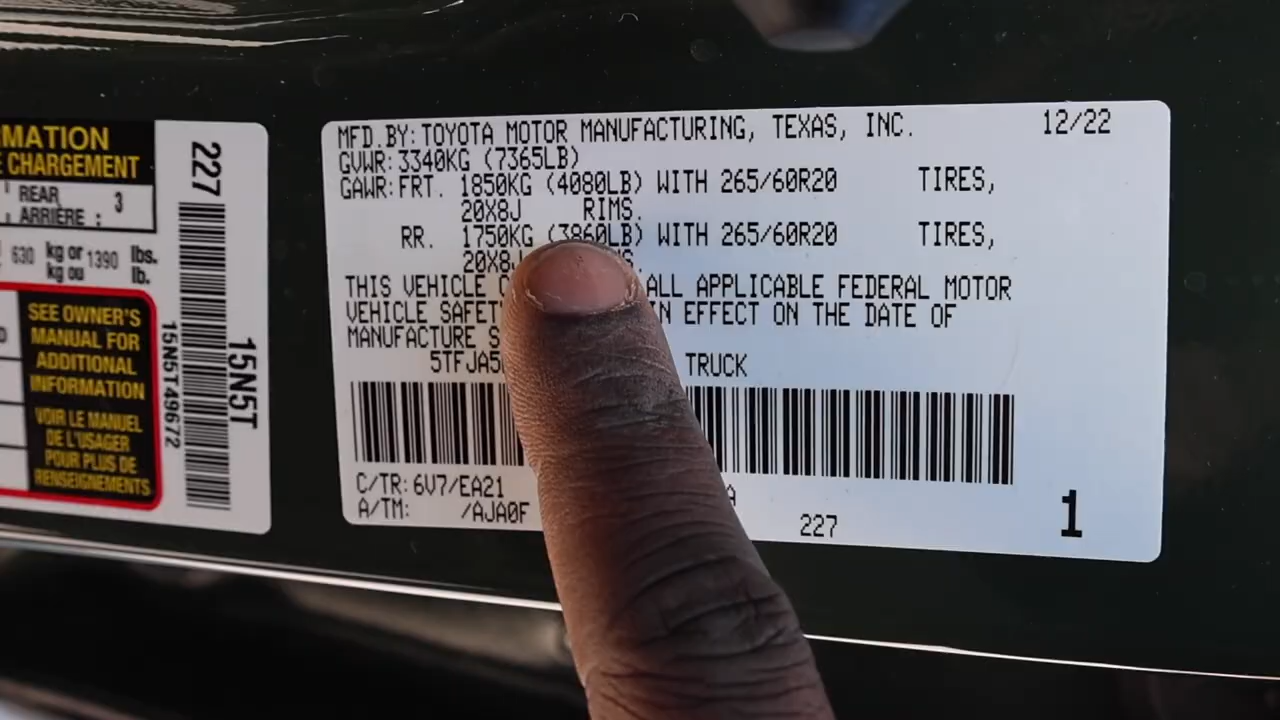 RMATION
E CHARGEMENT
REAR
ARRIÈRE :
3
630 kg or 1390 lbs.
kg ou lb.
SEE OWNER'S
MANUAL FOR
ADDITIONAL
INFORMATION
VOIR LE MANUEL
DE L'USAGER
POUR PLUS DE
RENSEIGNEMENTS
227
15N5T49672
15N5T
MFD.BY:TOYOTA MOTOR MANUFACTURING, TEXAS, INC. 12/22
GVWR:3340KG (7365LB)
GAWR:FRT. 1850KG (4080LB) WITH 265/60R20 TIRES,
20X8J RIMS.
RR. 1750KG (3860LB) WITH 265/60R20 TIRES,
20X8J S.
THIS VEHICLE C ALL APPLICABLE FEDERAL MOTOR
VEHICLE SAFET IN EFFECT ON THE DATE OF
MANUFACTURE S
5TFJA5 TRUCK
C/TR:6V7/EA21 A
A/TM: /AJA0F
227
1